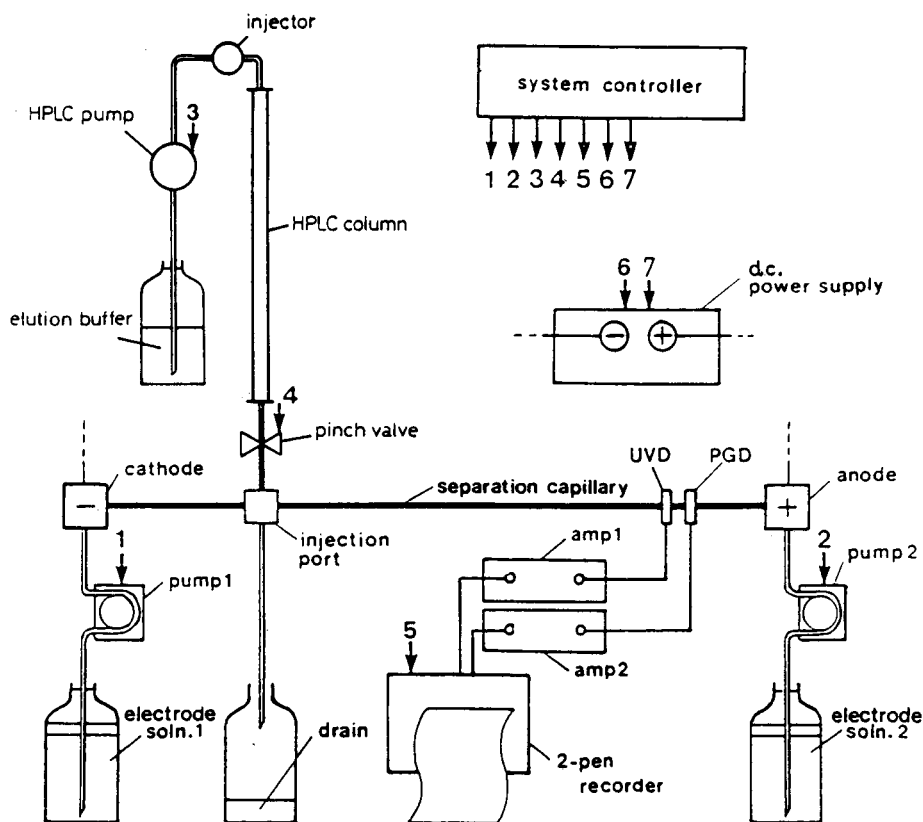 injector
system controller
HPLC pump
3
1 2 3 4 5 6 7
HPLC column
6 7
d.c.
power supply
elution buffer
−
+
4
pinch valve
UVD
PGD
cathode
anode
−
separation capillary
+
injection
port
1
amp1
2
pump1
pump2
5
amp2
electrode
soln.1
drain
2-pen
recorder
electrode
soln.2